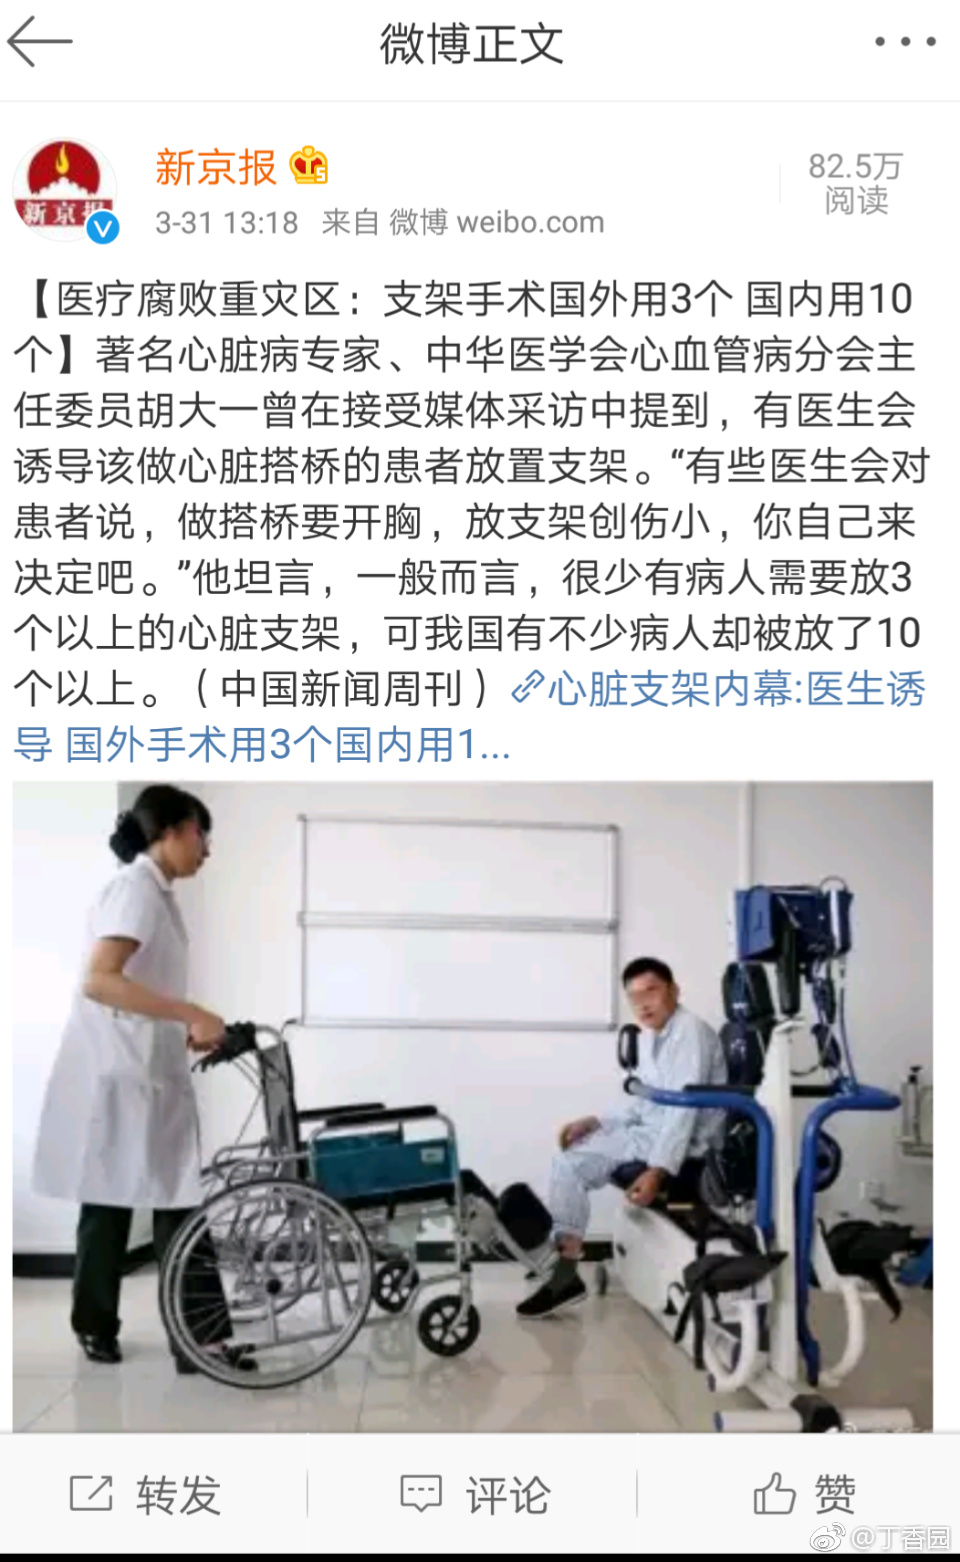 微博正文
新京报
82.5万
阅读
3-31 13:18 来自 微博 weibo.com
新京报
【医疗腐败重灾区：支架手术国外用3个 国内用10
个】著名心脏病专家、中华医学会心血管病分会主
任委员胡大一曾在接受媒体采访中提到，有医生会
诱导该做心脏搭桥的患者放置支架。“有些医生会对
患者说，做搭桥要开胸，放支架创伤小，你自己来
决定吧。”他坦言，一般而言，很少有病人需要放3
个以上的心脏支架，可我国有不少病人却被放了10
个以上。（中国新闻周刊）心脏支架内幕:医生诱
导 国外手术用3个国内用1...
转发
评论
赞
@丁香园